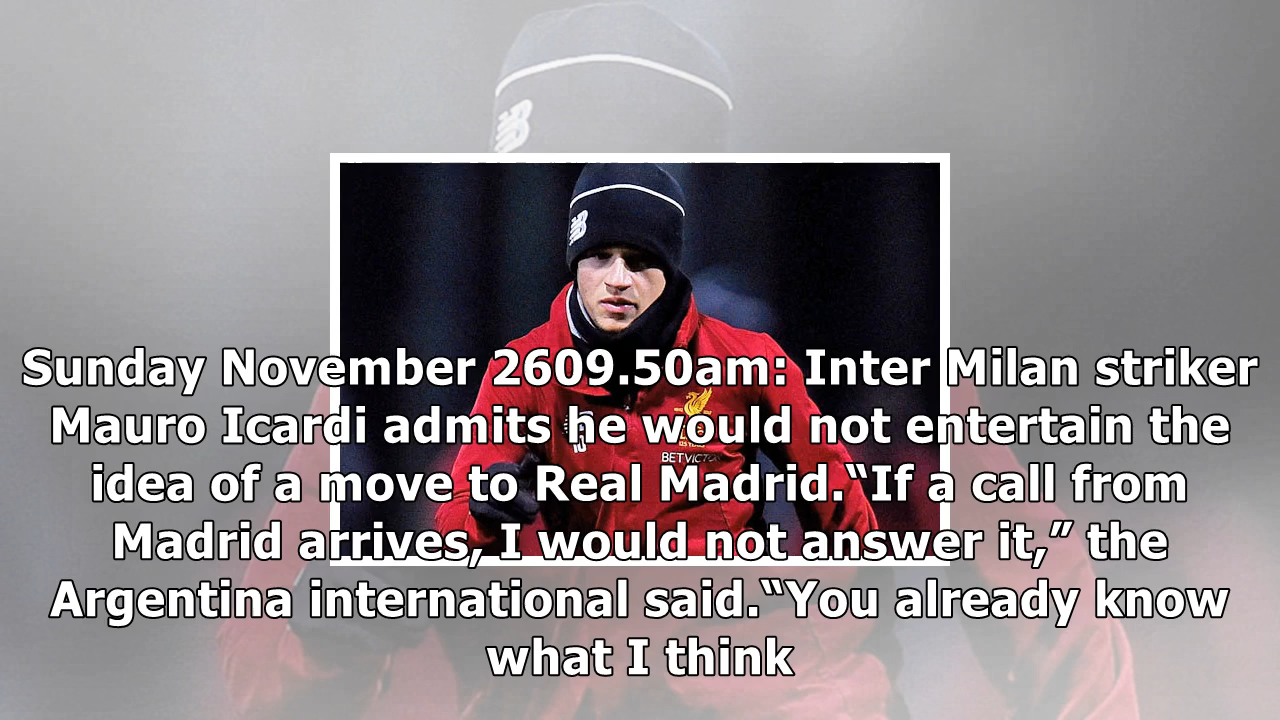 Sunday November 2609.50am: Inter Milan striker
Mauro Icardi admits he would not entertain the
idea of a move to Real Madrid.“If a call from
Madrid arrives, I would not answer it,” the
Argentina international said.“You already know
what I think
BETVICTOR